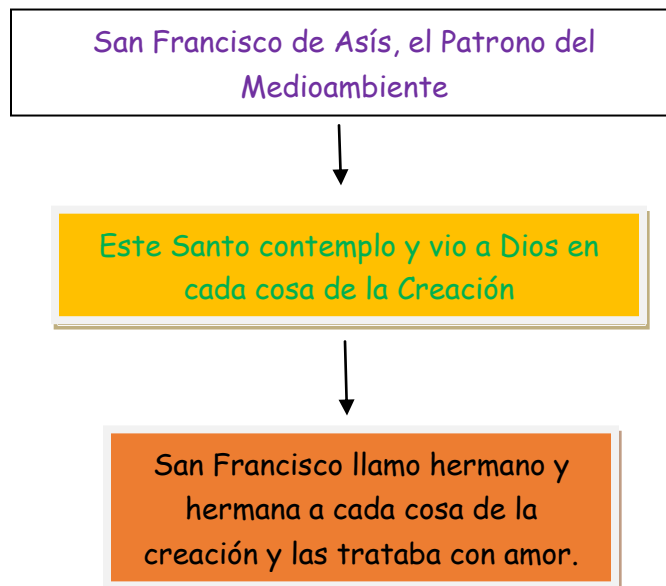 San Francisco de Asís, el Patrono del
Medioambiente
Este Santo contemplo y vio a Dios en
cada cosa de la Creación
San Francisco llamo hermano y
hermana a cada cosa de la
creación y las trataba con amor.